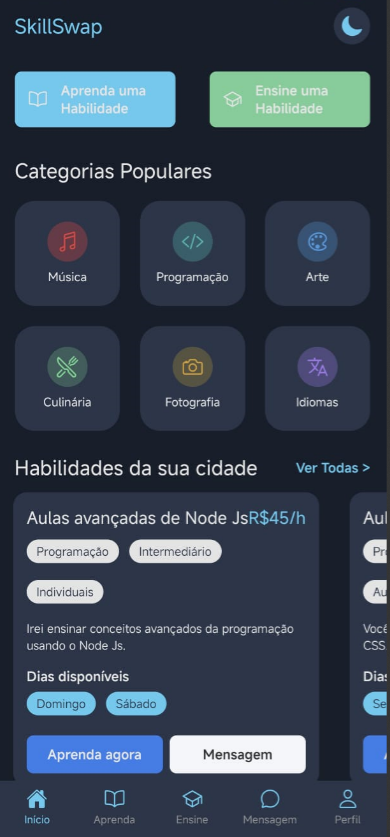 SkillSwap
Aprenda uma
Habilidade
Ensine uma
Habilidade
Categorias Populares
Música
Programação
Arte
Culinária
Fotografia
Idiomas
Habilidades da sua cidade
Ver Todas >
Aulas avançadas de Node Js
R$45/h
Programação
Intermediário
Individuais
Irei ensinar conceitos avançados da programação
usando o Node Js.
Dias disponíveis
Domingo
Sábado
Aprenda agora
Mensagem
Aul
Pr
Au
Você
CSS
Dias
Se
Início
Aprenda
Ensine
Mensagem
Perfil